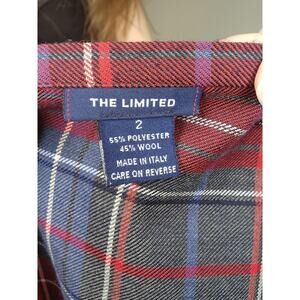 THE LIMITED
2
55% POLYESTER
45% WOOL
MADE IN ITALY
CARE ON REVERSE